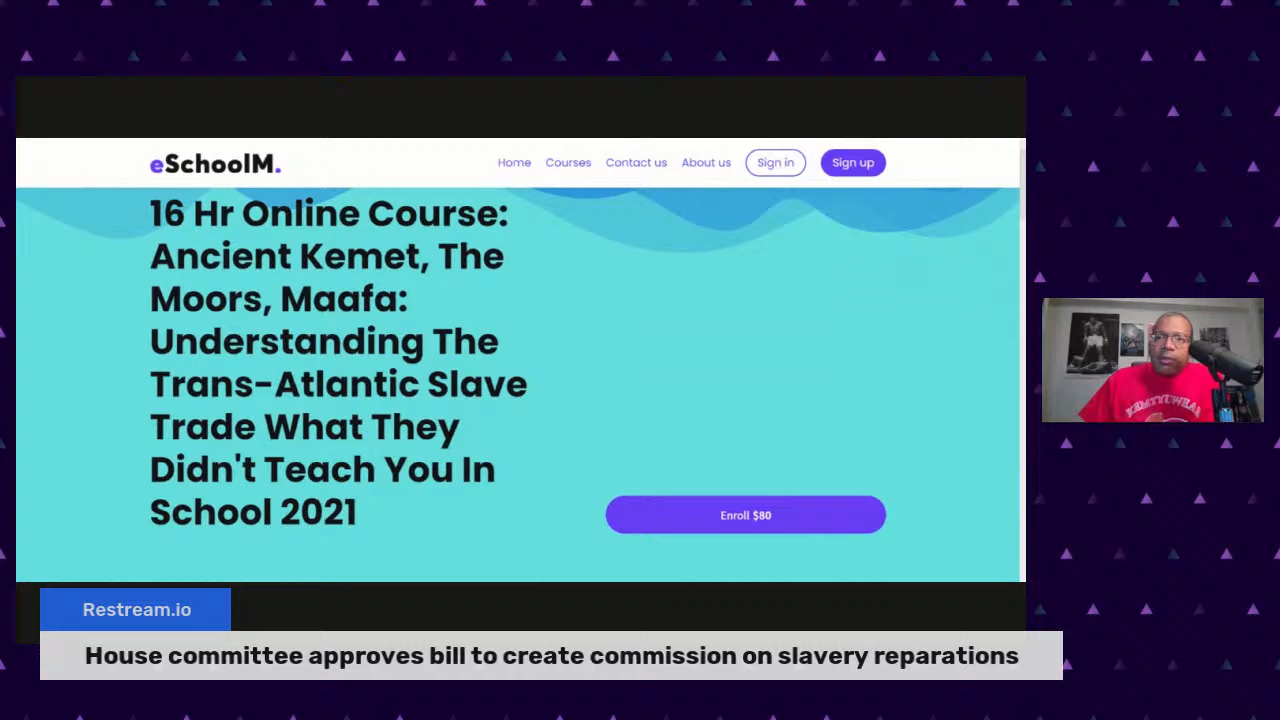 eSchoolM.
Home Courses Contact us About us Sign in Sign up
16 Hr Online Course:
Ancient Kemet, The
Moors, Maafa:
Understanding The
Trans-Atlantic Slave
Trade What They
Didn't Teach You In
School 2021
Enroll $80
KEMTYUWEAR
Restream.io
House committee approves bill to create commission on slavery reparations